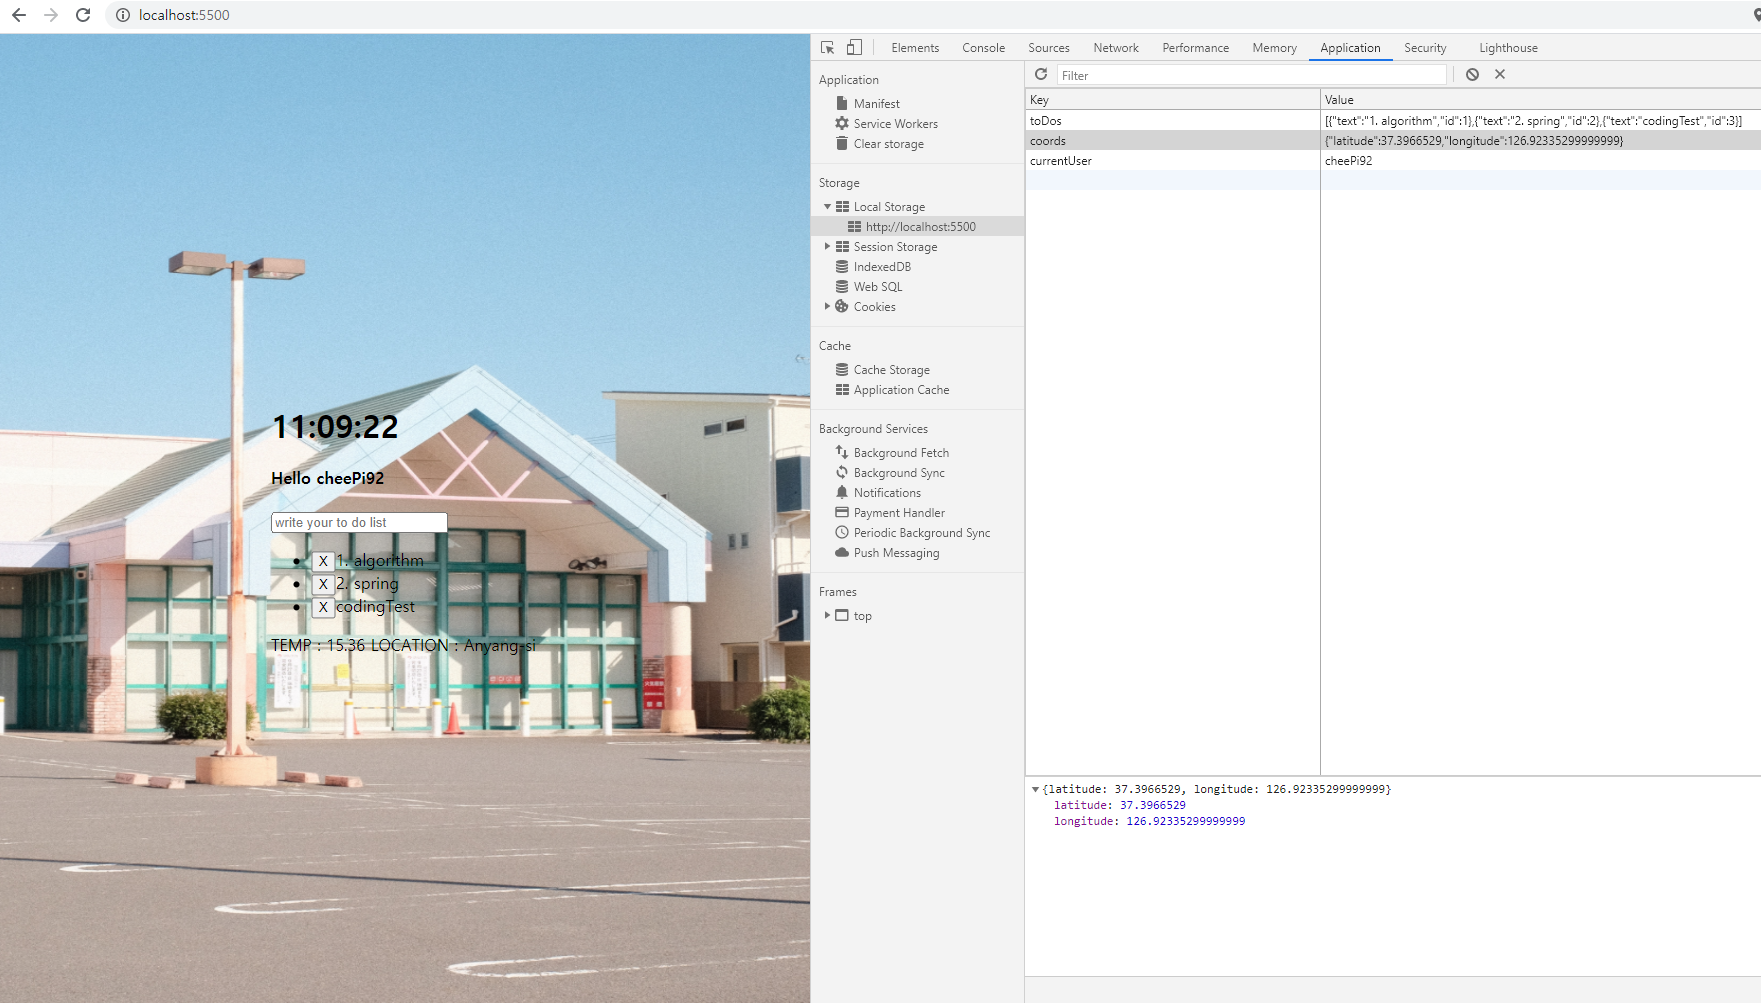 localhost:5500
11:09:22
Hello cheePi92
write your to do list
X 1. algorithm
X 2. spring
X codingTest
TEMP : 15.36 LOCATION : Anyang-si
Elements Console Sources Network Performance Memory Application Security Lighthouse
Application
Manifest
Service Workers
Clear storage
Storage
Local Storage
http://localhost:5500
Session Storage
IndexedDB
Web SQL
Cookies
Cache
Cache Storage
Application Cache
Background Services
Background Fetch
Background Sync
Notifications
Payment Handler
Periodic Background Sync
Push Messaging
Frames
top
Filter
Key Value
toDos [{"text":"1. algorithm","id":1},{"text":"2. spring","id":2},{"text":"codingTest","id":3}]
coords {"latitude":37.3966529,"longitude":126.92335299999999}
currentUser cheePi92
{latitude: 37.3966529, longitude: 126.92335299999999}
latitude: 37.3966529
longitude: 126.92335299999999